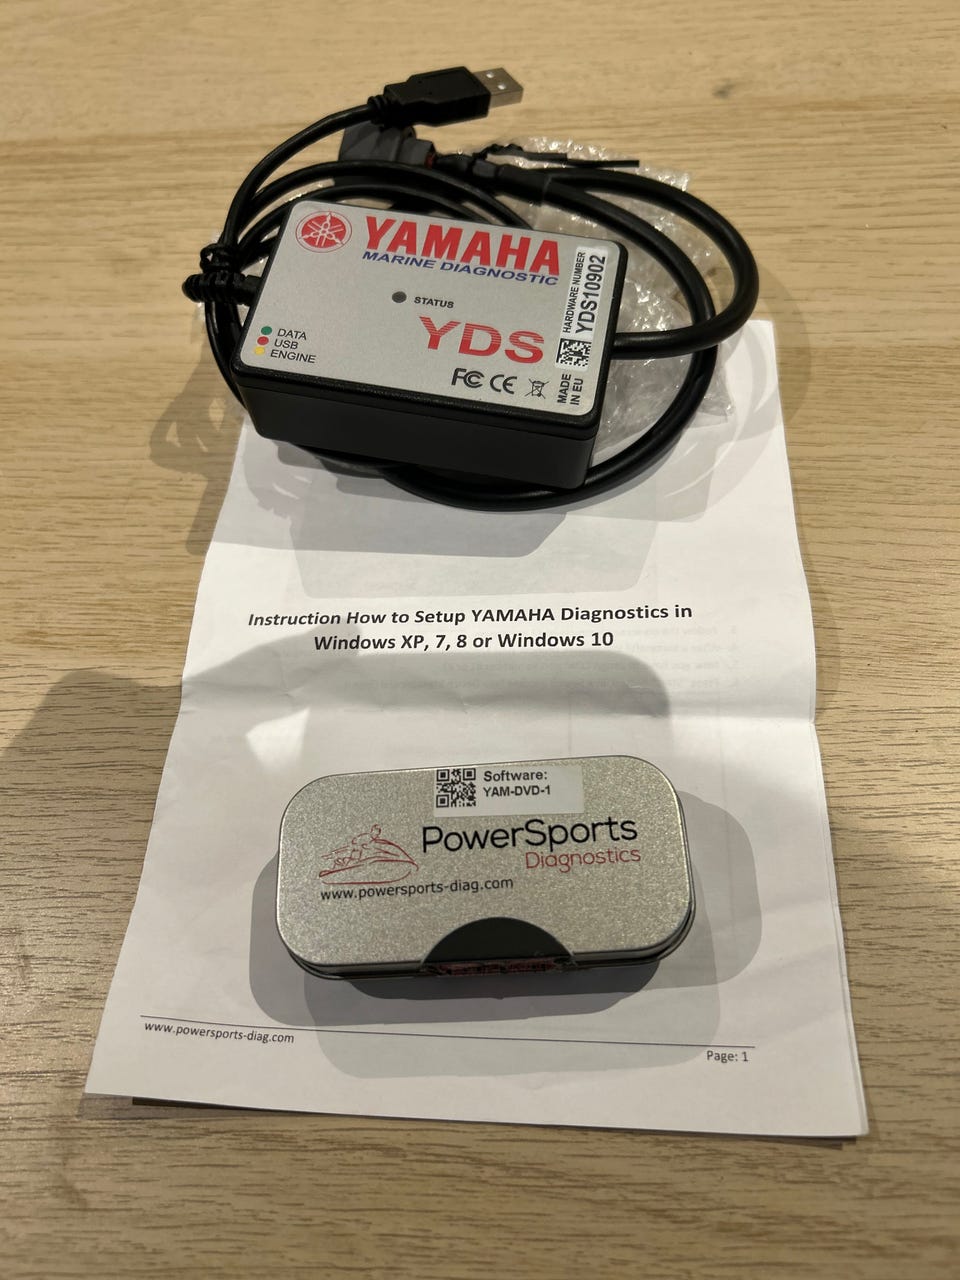 YAMAHA
MARINE DIAGNOSTIC
STATUS
YDS
DATA
USB
ENGINE
FC CE
MADE
IN EU
HARDWARE NUMBER
YDS10902
Instruction How to Setup YAMAHA Diagnostics in
Windows XP, 7, 8 or Windows 10
Software:
YAM-DVD-1
PowerSports
Diagnostics
www.powersports-diag.com
www.powersports-diag.com
Page: 1